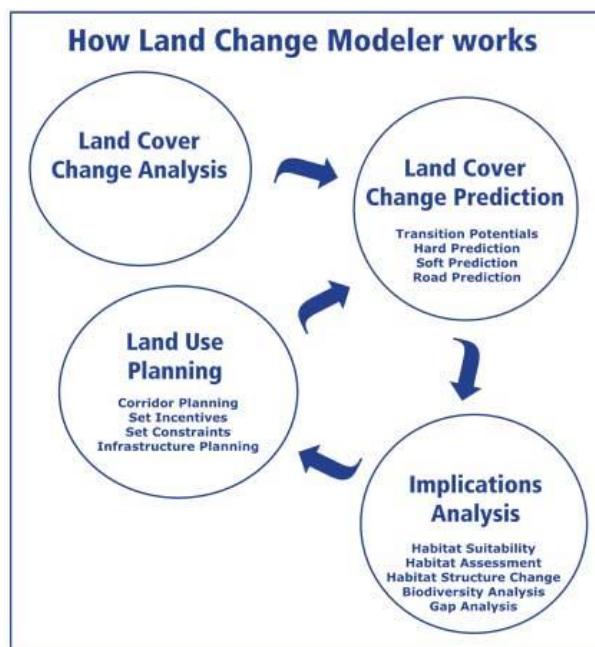 How Land Change Modeler works
Land Cover
Change Analysis
Land Cover
Change Prediction
Transition Potentials
Hard Prediction
Soft Prediction
Road Prediction
Land Use
Planning
Corridor Planning
Set Incentives
Set Constraints
Infrastructure Planning
Implications
Analysis
Habitat Suitability
Habitat Assessment
Habitat Structure Change
Biodiversity Analysis
Gap Analysis